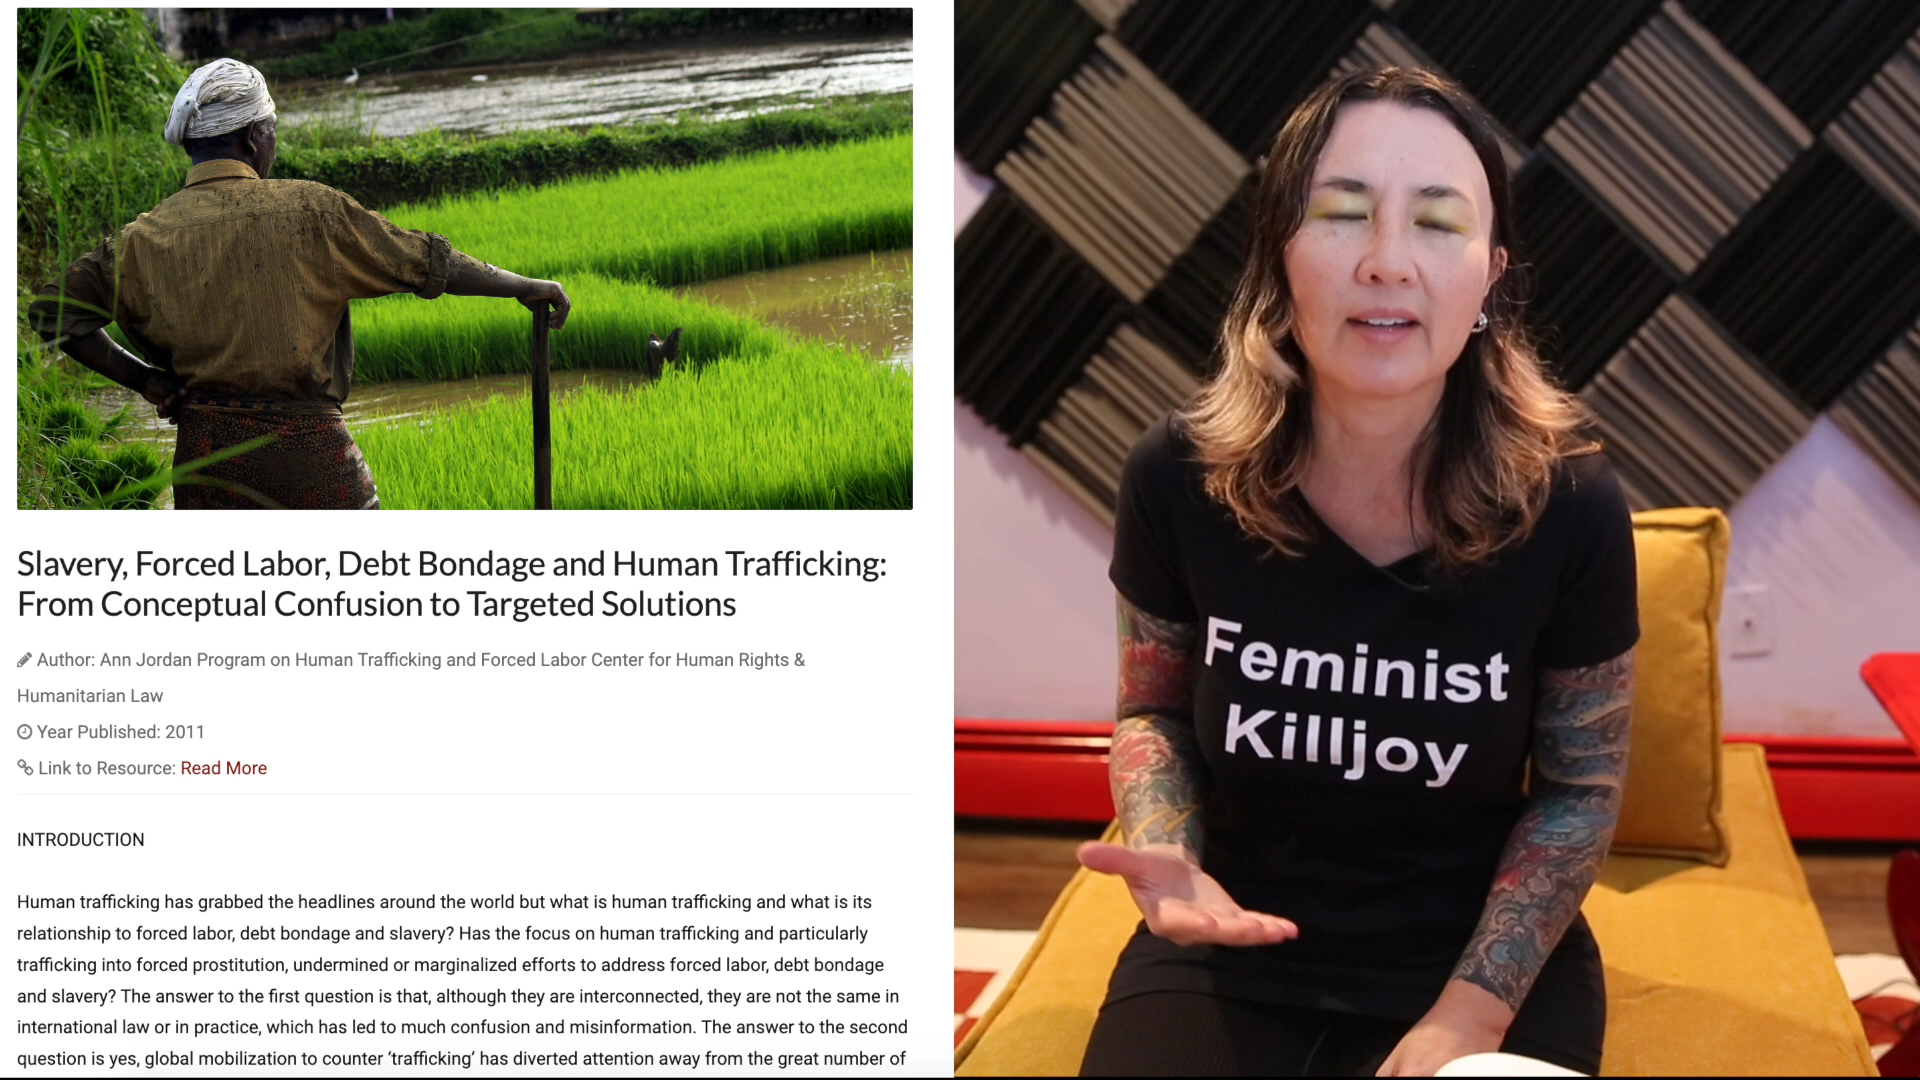 Slavery, Forced Labor, Debt Bondage and Human Trafficking:
From Conceptual Confusion to Targeted Solutions
Author: Ann Jordan Program on Human Trafficking and Forced Labor Center for Human Rights &
Humanitarian Law
Year Published: 2011
Link to Resource: Read More
INTRODUCTION
Human trafficking has grabbed the headlines around the world but what is human trafficking and what is its
relationship to forced labor, debt bondage and slavery? Has the focus on human trafficking and particularly
trafficking into forced prostitution, undermined or marginalized efforts to address forced labor, debt bondage
and slavery? The answer to the first question is that, although they are interconnected, they are not the same in
international law or in practice, which has led to much confusion and misinformation. The answer to the second
question is yes, global mobilization to counter ‘trafficking’ has diverted attention away from the great number of
Feminist
Killjoy